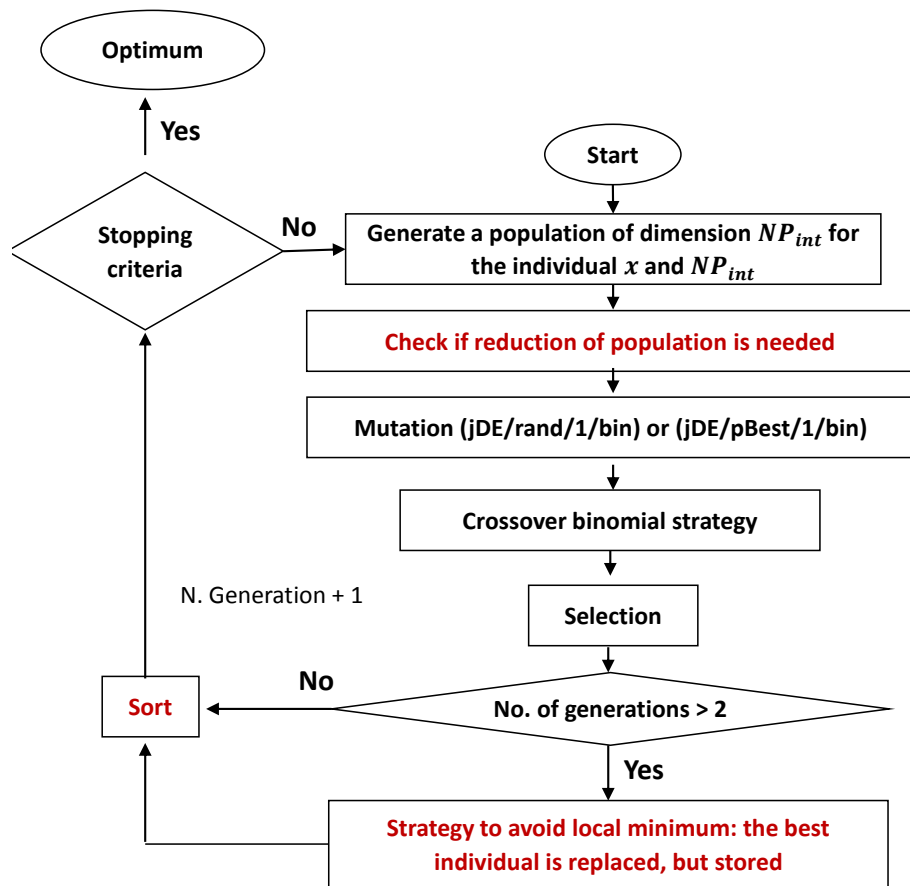 Optimum
Yes
Start
Stopping
criteria
No
Generate a population of dimension 𝑵𝑷𝒊𝒏𝒕 for
the individual 𝒙 and 𝑵𝑷𝒊𝒏𝒕
Check if reduction of population is needed
Mutation (jDE/rand/1/bin) or (jDE/pBest/1/bin)
Crossover binomial strategy
N. Generation + 1
Selection
No
Sort
No. of generations > 2
Yes
Strategy to avoid local minimum: the best
individual is replaced, but stored